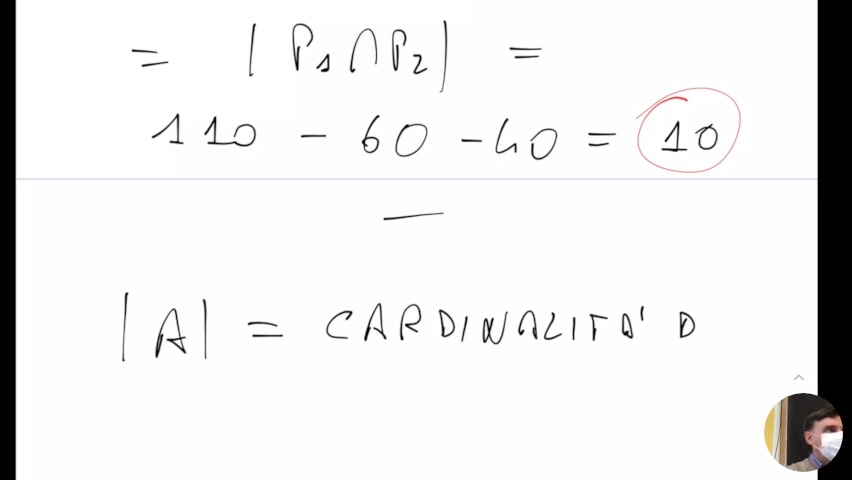 = | P₁ ∩ P₂ | =
110 - 60 - 40 = 10
|A| = CARDINALITA' D